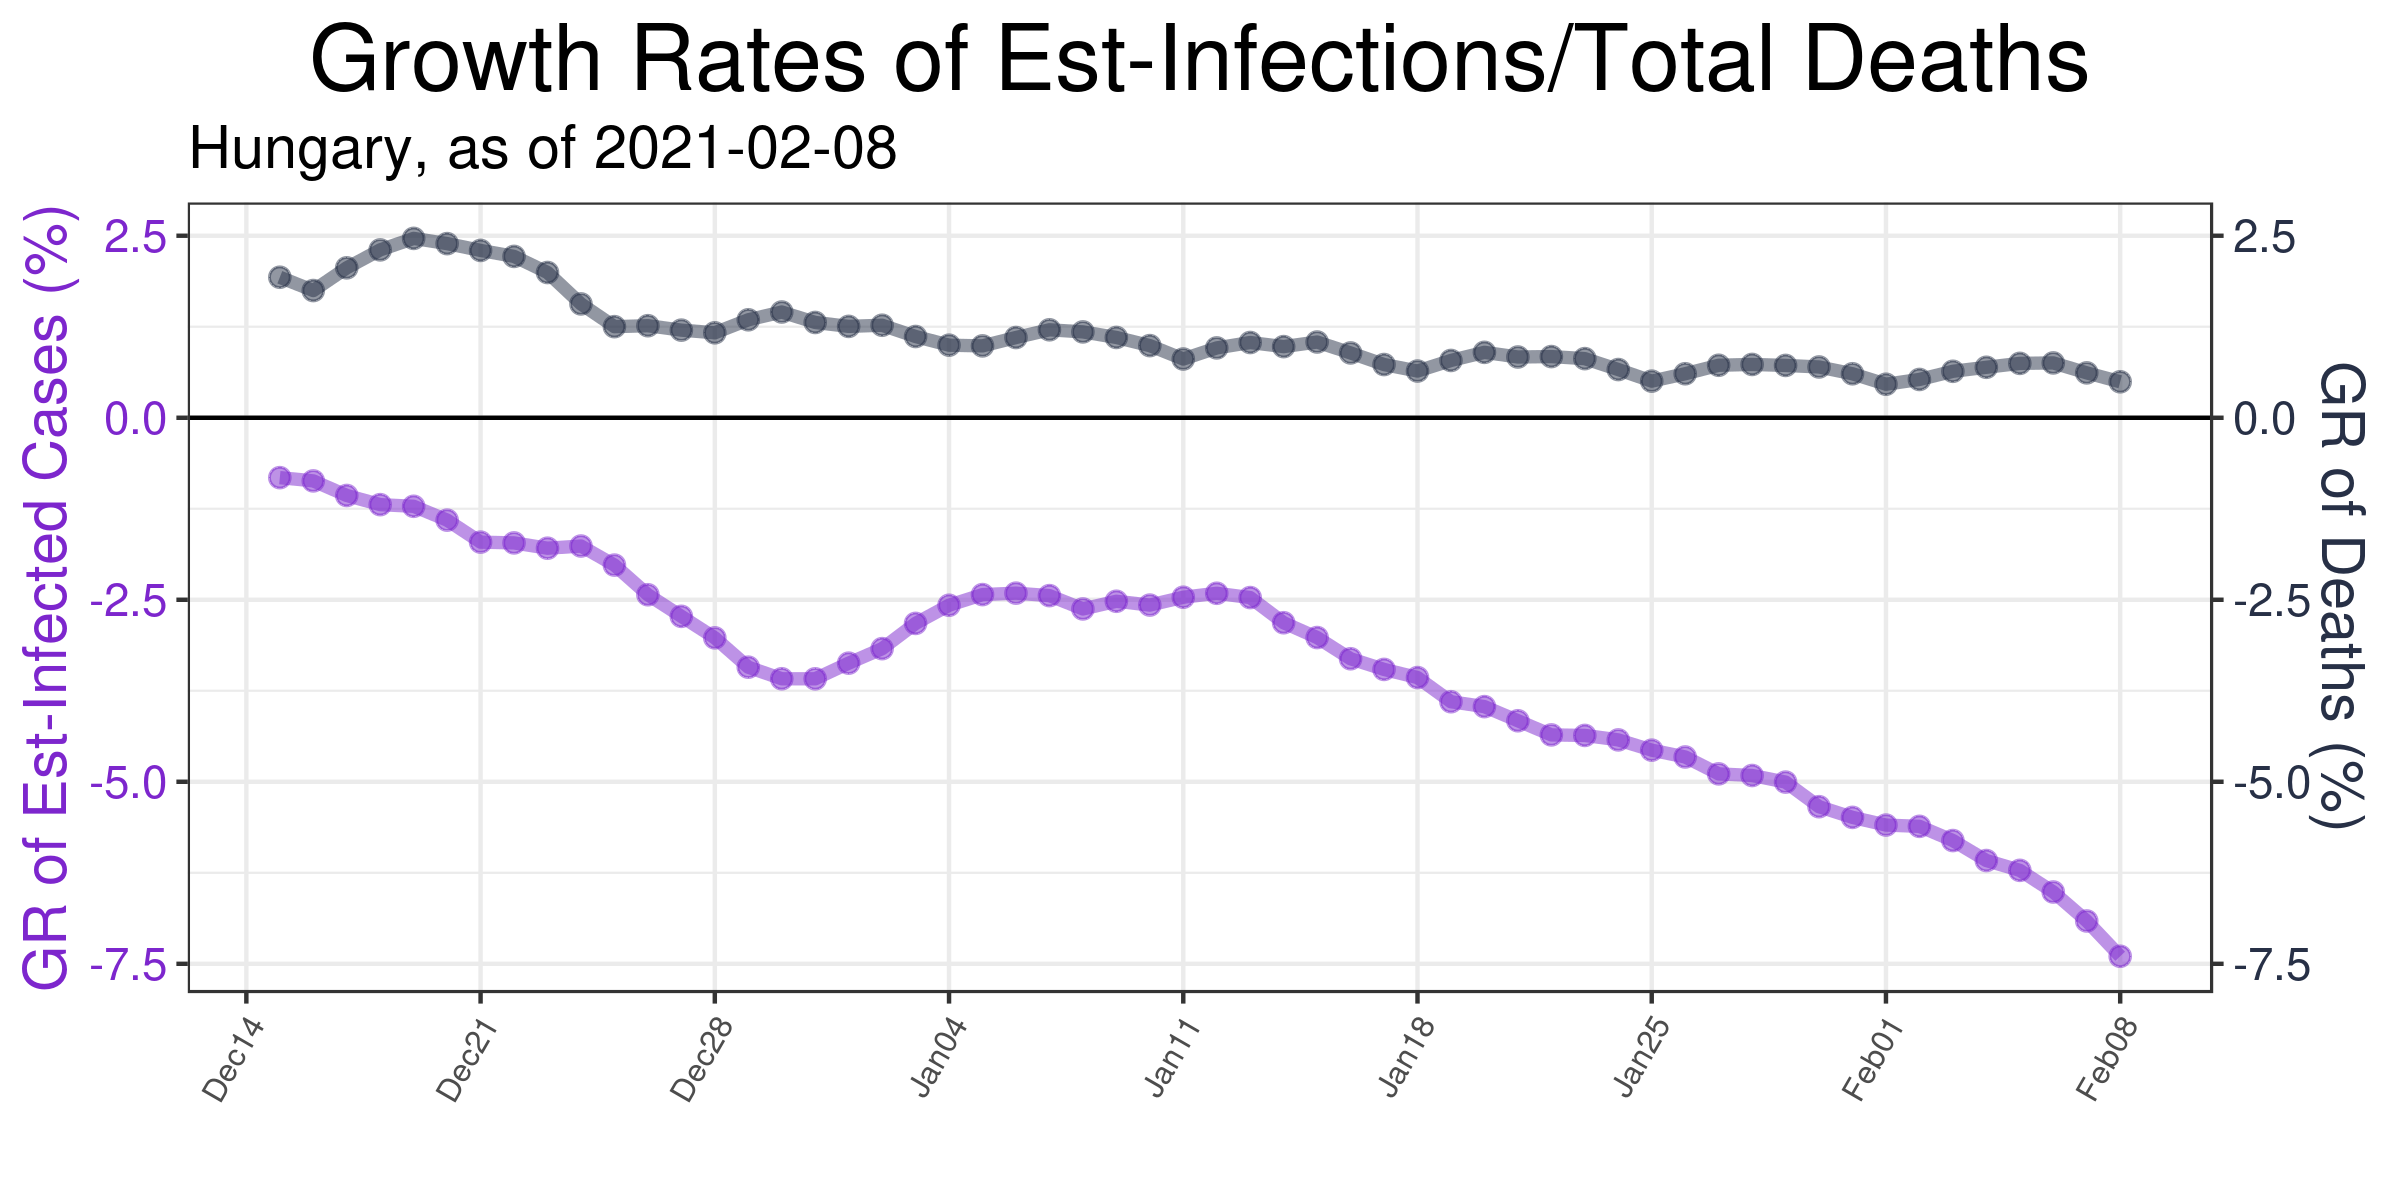 Growth Rates of Est-Infections/Total Deaths
Hungary, as of 2021-02-08
GR of Est-Infected Cases (%)
2.5
0.0
-2.5
-5.0
-7.5
2.5
0.0
-2.5
-5.0
-7.5
GR of Deaths (%)
Dec14
Dec21
Dec28
Jan04
Jan11
Jan18
Jan25
Feb01
Feb08